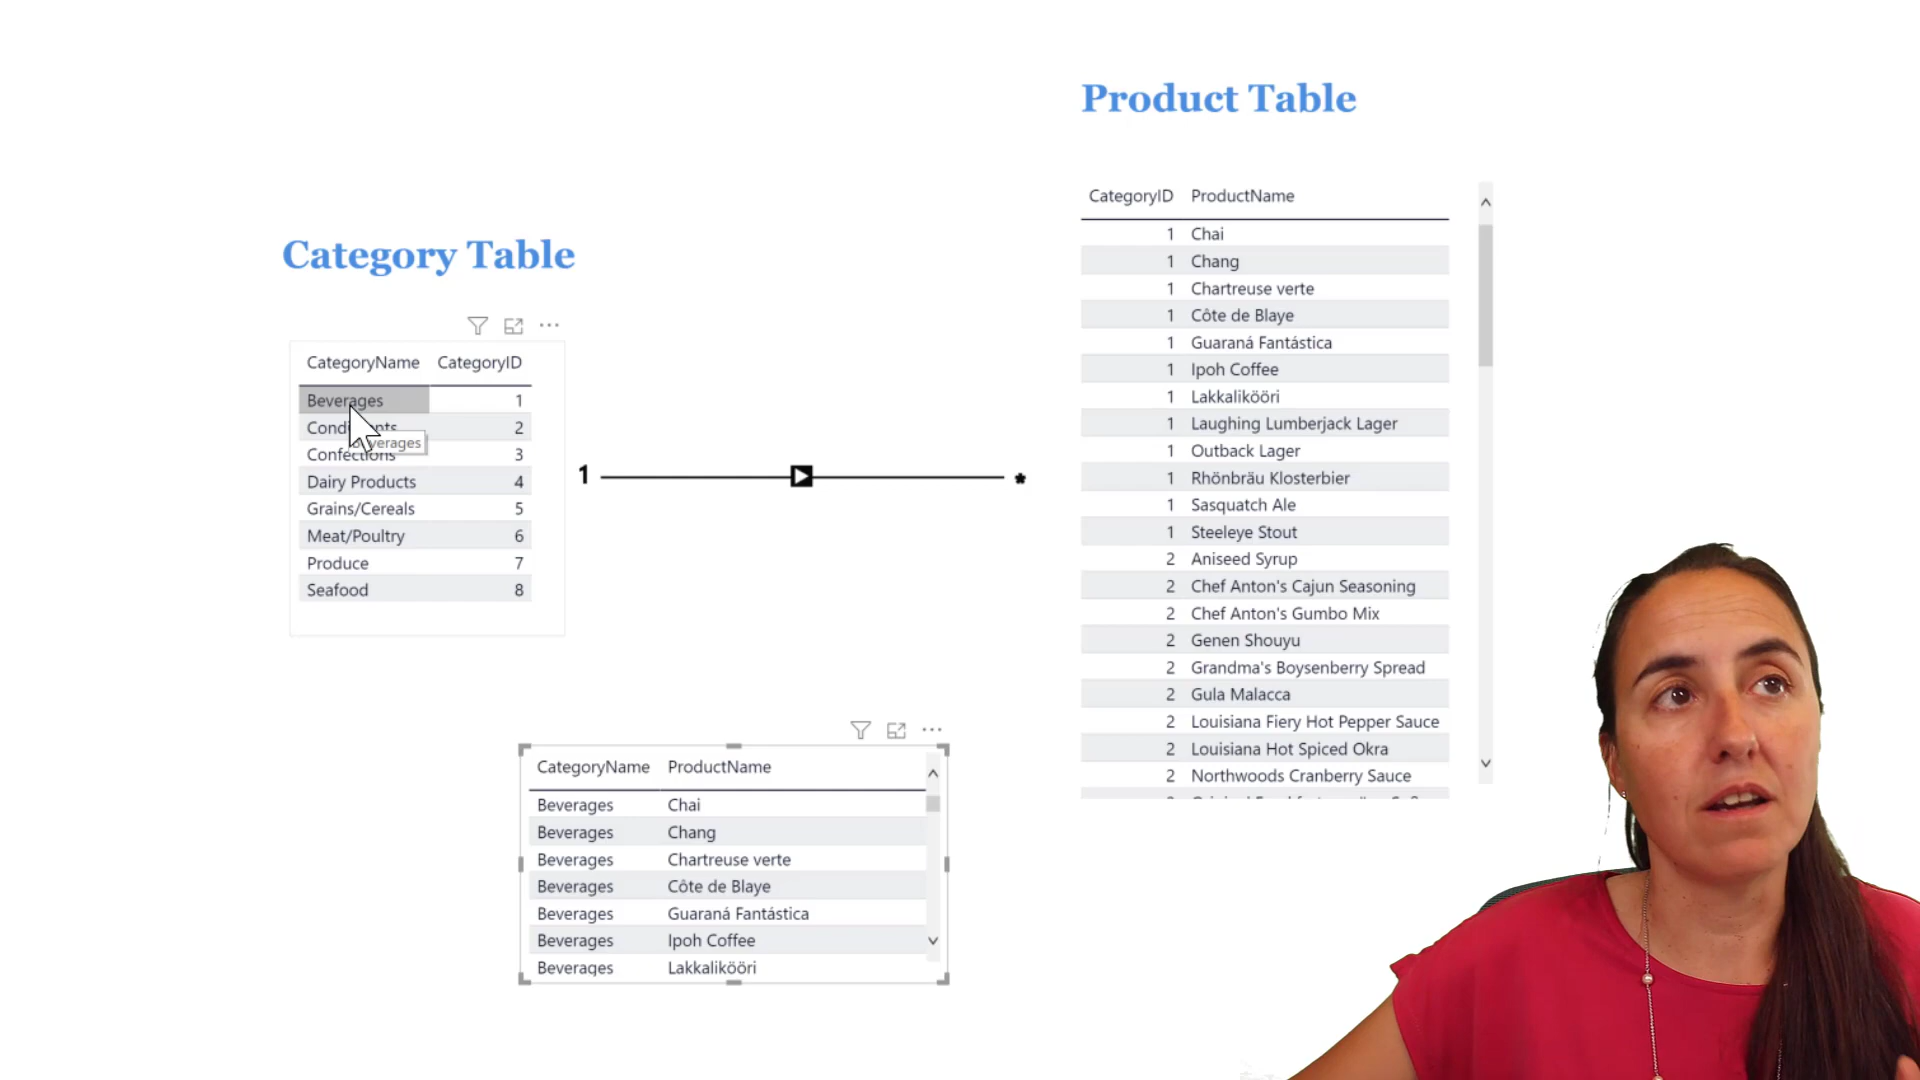 Product Table
CategoryID ProductName
1 Chai
1 Chang
1 Chartreuse verte
1 Côte de Blaye
1 Guaraná Fantástica
1 Ipoh Coffee
1 Lakkalikööri
1 Laughing Lumberjack Lager
1 Outback Lager
1 Rhönbräu Klosterbier
1 Sasquatch Ale
1 Steeleye Stout
2 Aniseed Syrup
2 Chef Anton's Cajun Seasoning
2 Chef Anton's Gumbo Mix
2 Genen Shouyu
2 Grandma's Boysenberry Spread
2 Gula Malacca
2 Louisiana Fiery Hot Pepper Sauce
2 Louisiana Hot Spiced Okra
2 Northwoods Cranberry Sauce
Category Table
CategoryName CategoryID
Beverages 1
2
Confections 3
Dairy Products 4
Grains/Cereals 5
Meat/Poultry 6
Produce 7
Seafood 8
1 *
CategoryName ProductName
Beverages Chai
Beverages Chang
Beverages Chartreuse verte
Beverages Côte de Blaye
Beverages Guaraná Fantástica
Beverages Ipoh Coffee
Beverages Lakkalikööri